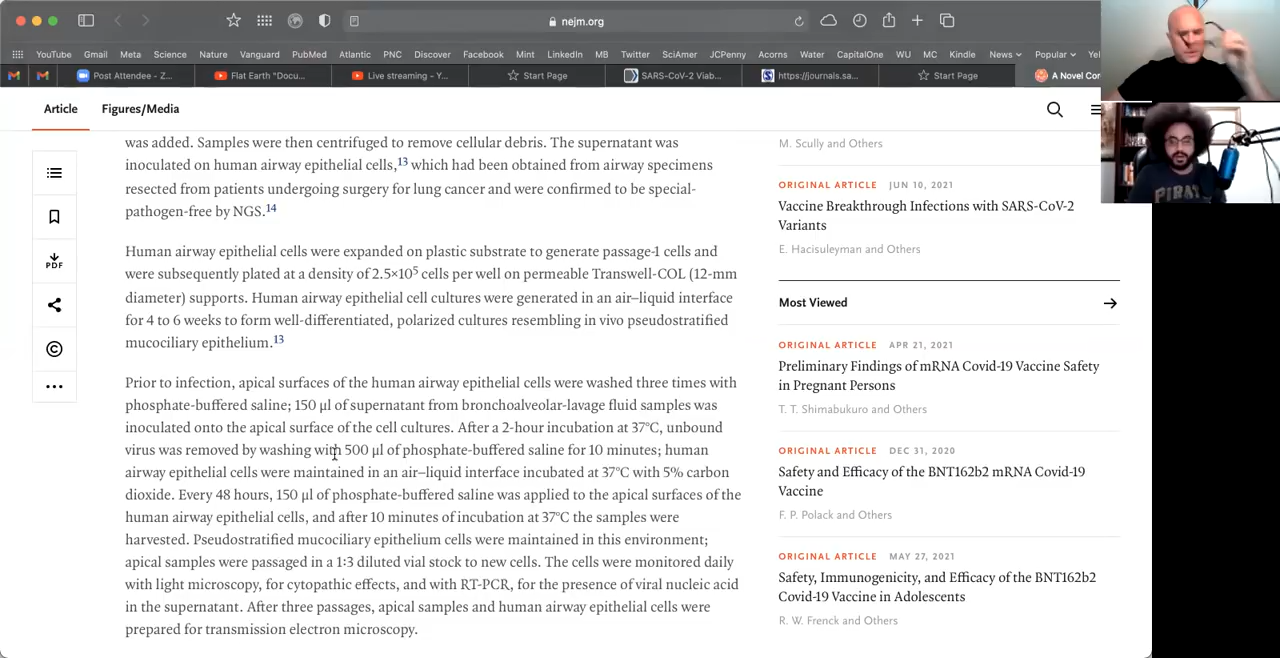 nejm.org
YouTube Gmail Meta Science Nature Vanguard PubMed Atlantic PNC Discover Facebook Mint LinkedIn MB Twitter SciAmer JCPenny Acorns Water CapitalOne WU MC Kindle News Popular Yel
Post Attendee - Z... Flat Earth "Docu... Live streaming - Y... Start Page SARS-CoV-2 Viab... https://journals.sa... Start Page A Novel Cor
Article Figures/Media
was added. Samples were then centrifuged to remove cellular debris. The supernatant was
inoculated on human airway epithelial cells,13 which had been obtained from airway specimens
resected from patients undergoing surgery for lung cancer and were confirmed to be special-
pathogen-free by NGS.14
Human airway epithelial cells were expanded on plastic substrate to generate passage-1 cells and
were subsequently plated at a density of 2.5×10⁵ cells per well on permeable Transwell-COL (12-mm
diameter) supports. Human airway epithelial cell cultures were generated in an air–liquid interface
for 4 to 6 weeks to form well-differentiated, polarized cultures resembling in vivo pseudostratified
mucociliary epithelium.13
Prior to infection, apical surfaces of the human airway epithelial cells were washed three times with
phosphate-buffered saline; 150 μl of supernatant from bronchoalveolar-lavage fluid samples was
inoculated onto the apical surface of the cell cultures. After a 2-hour incubation at 37°C, unbound
virus was removed by washing with 500 μl of phosphate-buffered saline for 10 minutes; human
airway epithelial cells were maintained in an air–liquid interface incubated at 37°C with 5% carbon
dioxide. Every 48 hours, 150 μl of phosphate-buffered saline was applied to the apical surfaces of the
human airway epithelial cells, and after 10 minutes of incubation at 37°C the samples were
harvested. Pseudostratified mucociliary epithelium cells were maintained in this environment;
apical samples were passaged in a 1:3 diluted vial stock to new cells. The cells were monitored daily
with light microscopy, for cytopathic effects, and with RT-PCR, for the presence of viral nucleic acid
in the supernatant. After three passages, apical samples and human airway epithelial cells were
prepared for transmission electron microscopy.
PDF
M. Scully and Others
ORIGINAL ARTICLE JUN 10, 2021
Vaccine Breakthrough Infections with SARS-CoV-2
Variants
E. Hacisuleyman and Others
Most Viewed
ORIGINAL ARTICLE APR 21, 2021
Preliminary Findings of mRNA Covid-19 Vaccine Safety
in Pregnant Persons
T. T. Shimabukuro and Others
ORIGINAL ARTICLE DEC 31, 2020
Safety and Efficacy of the BNT162b2 mRNA Covid-19
Vaccine
F. P. Polack and Others
ORIGINAL ARTICLE MAY 27, 2021
Safety, Immunogenicity, and Efficacy of the BNT162b2
Covid-19 Vaccine in Adolescents
R. W. Frenck and Others
PIRAT